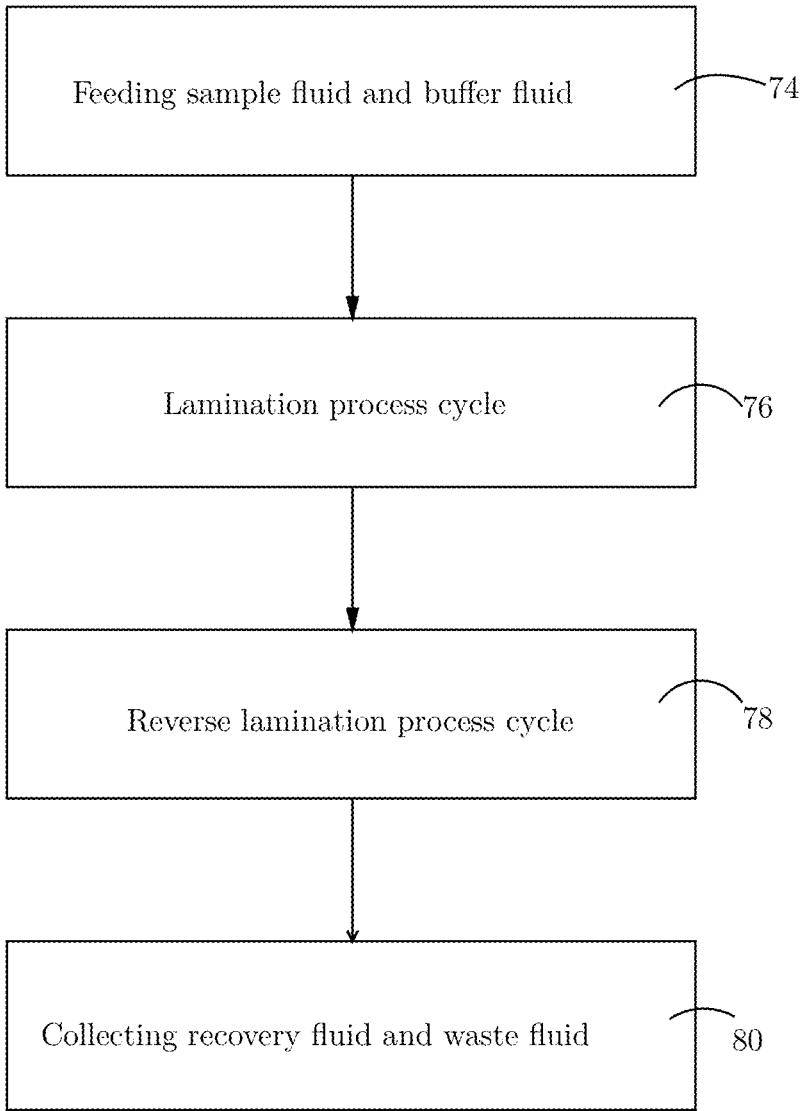 Feeding sample fluid and buffer fluid
74
Lamination process cycle
76
Reverse lamination process cycle
78
Collecting recovery fluid and waste fluid
80